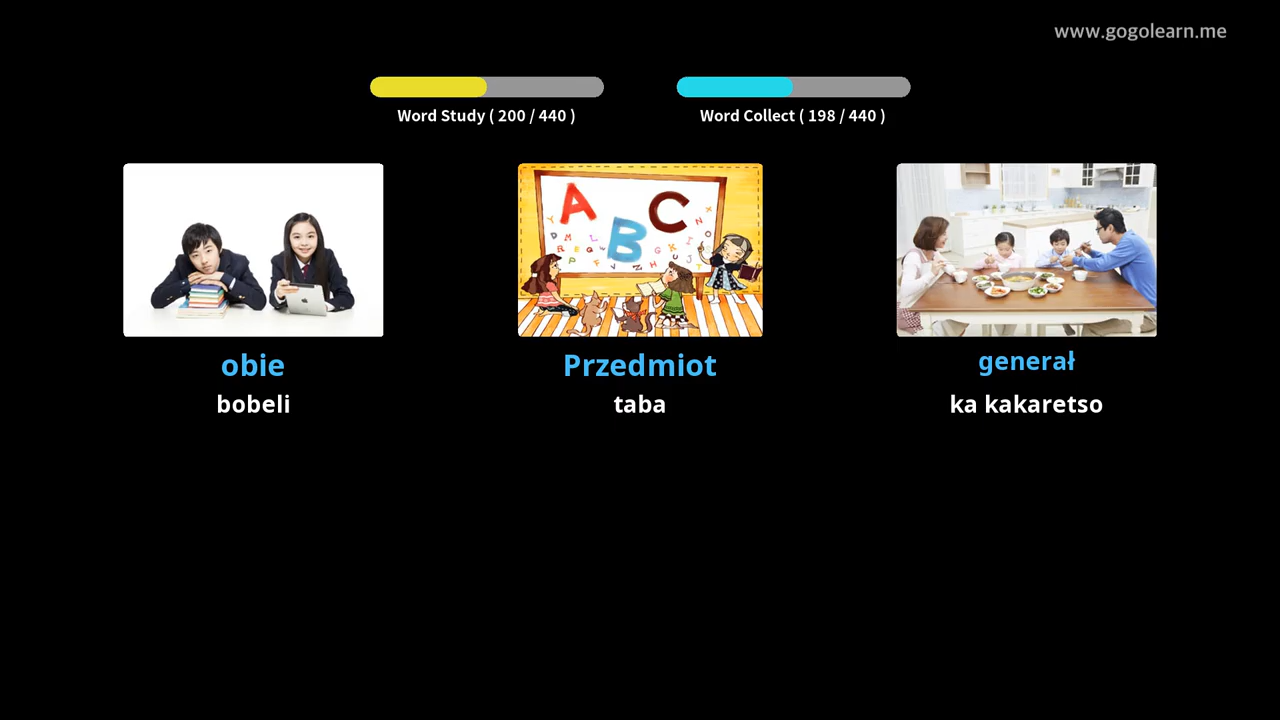 www.gogolearn.me
Word Study ( 200 / 440 )
Word Collect ( 198 / 440 )
A B C
obie
Przedmiot
generał
bobeli
taba
ka kakaretso